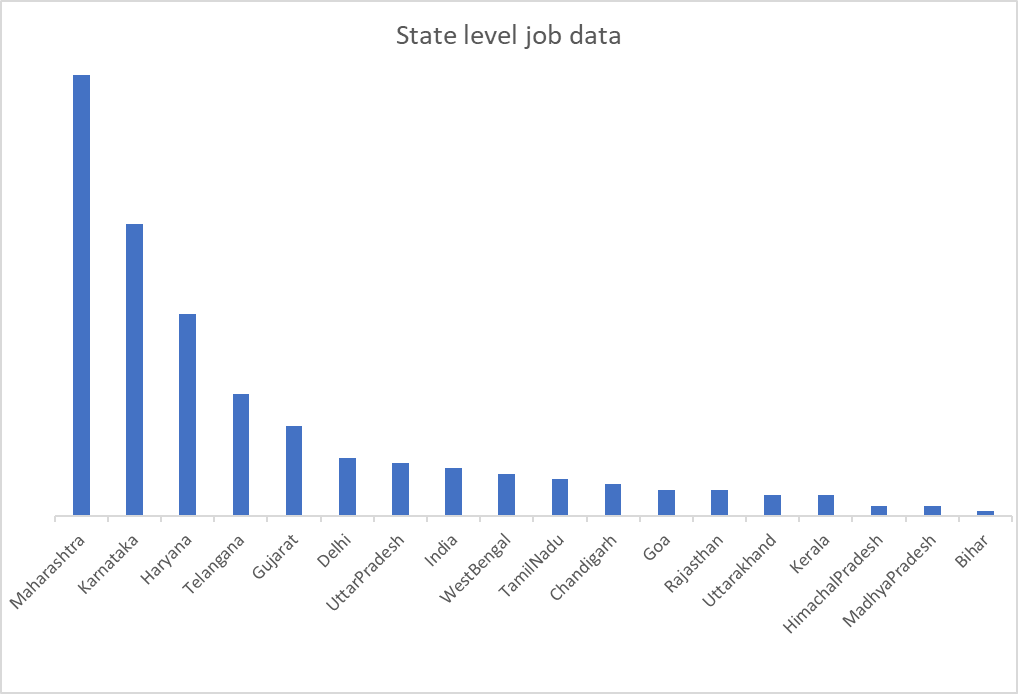 State level job data
Maharashtra
Karnataka
Haryana
Telangana
Gujarat
Delhi
UttarPradesh
India
WestBengal
TamilNadu
Chandigarh
Goa
Rajasthan
Uttarakhand
Kerala
HimachalPradesh
MadhyaPradesh
Bihar